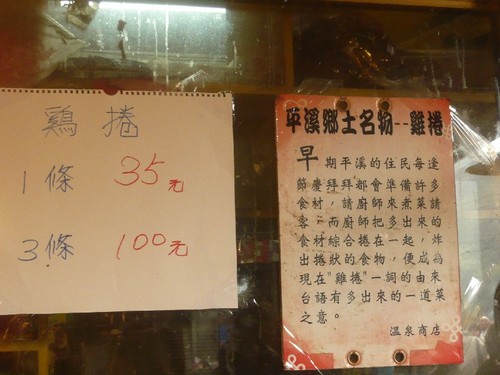 鷄捲
1條 35元
3條 100元
平溪鄉土名物--雞捲
早期平溪的住民每逢
節慶拜拜都會準備許多
食材，請廚師來煮菜請
客，而廚師把多出來的
食材綜合捲在一起，炸
出捲狀的食物，便成為
現在"雞捲"一詞的由來
台語有多出來的一道菜
之意。
溫泉商店